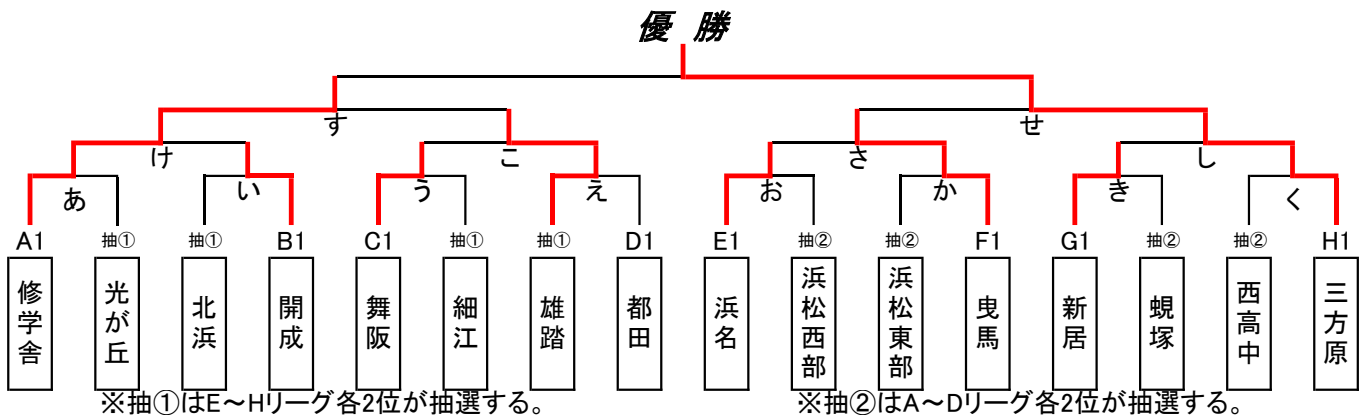 優 勝
す
せ
け
こ
さ
し
あ
い
う
え
お
か
き
く
A1 抽① 抽① B1 C1 抽① 抽① D1 E1 抽② 抽② F1 G1 抽② 抽② H1
修学舎 光が丘 北浜 開成 舞阪 細江 雄踏 都田 浜名 浜松西部 浜松東部 曳馬 新居 蜆塚 西高中 三方原
※抽①はE～Hリーグ各2位が抽選する。 ※抽②はA～Dリーグ各2位が抽選する。